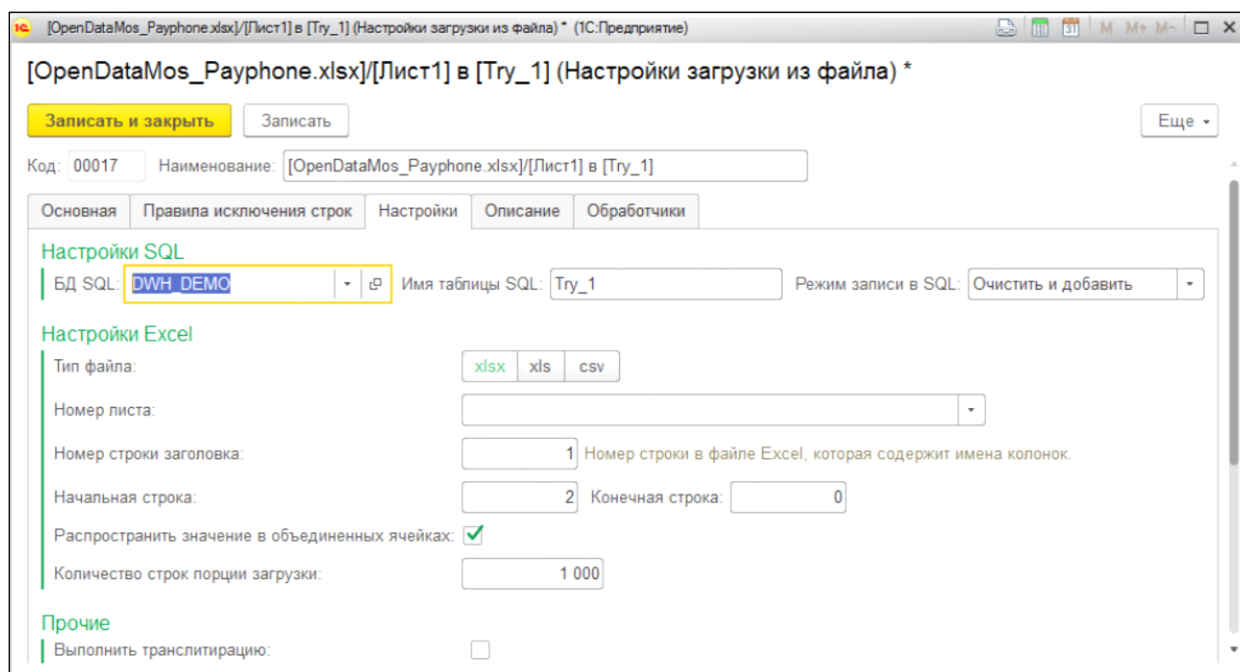 [OpenDataMos_Payphone.xlsx]/[Лист1] в [Try_1] (Настройки загрузки из файла) * (1С:Предприятие) 31 M M+ M-
[OpenDataMos_Payphone.xlsx]/[Лист1] в [Try_1] (Настройки загрузки из файла) *
Записать и закрыть Записать Еще
Код: 00017 Наименование: [OpenDataMos_Payphone.xlsx]/[Лист1] в [Try_1]
Основная Правила исключения строк Настройки Описание Обработчики
Настройки SQL
БД SQL: DWH_DEMO Имя таблицы SQL: Try_1 Режим записи в SQL: Очистить и добавить
Настройки Excel
Тип файла: xlsx xls csv
Номер листа:
Номер строки заголовка: 1 Номер строки в файле Excel, которая содержит имена колонок.
Начальная строка: 2 Конечная строка: 0
Распространить значение в объединенных ячейках:
Количество строк порции загрузки: 1 000
Прочие
Выполнить транслитирацию: